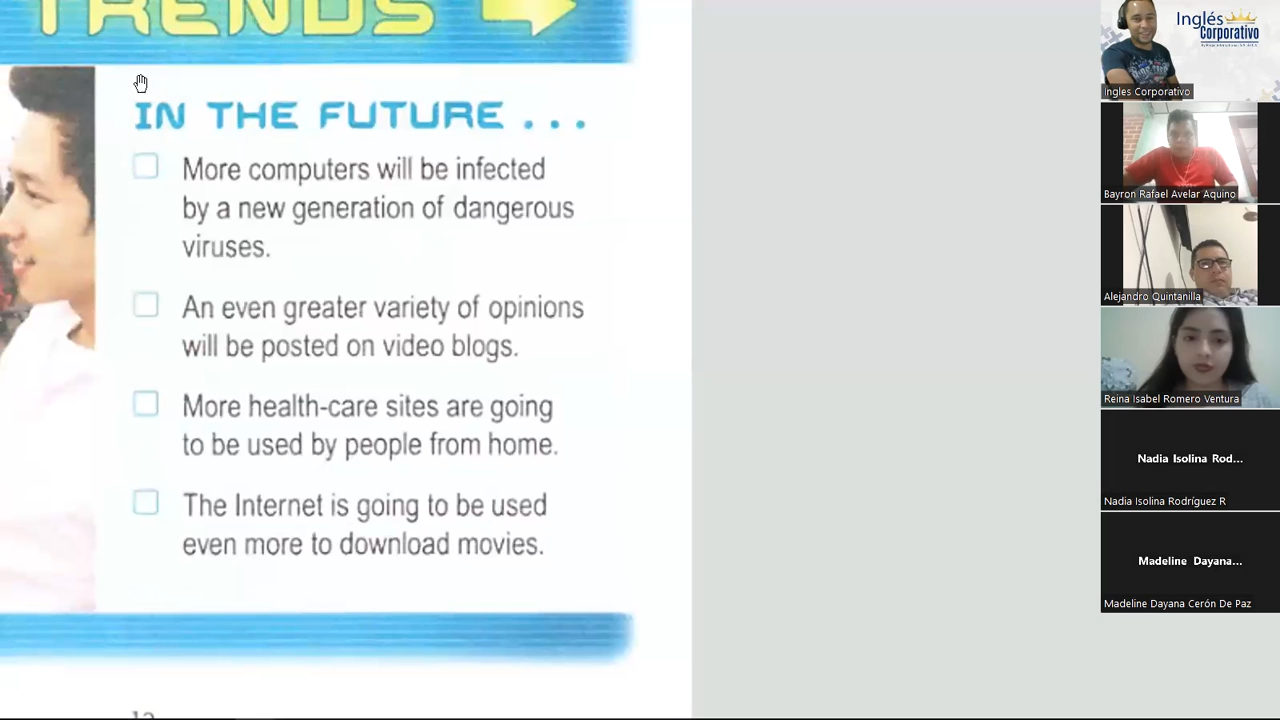 TRENDS
IN THE FUTURE . . .
More computers will be infected
by a new generation of dangerous
viruses.
An even greater variety of opinions
will be posted on video blogs.
More health-care sites are going
to be used by people from home.
The Internet is going to be used
even more to download movies.
Inglés
Corporativo
Ingles Corporativo
Bayron Rafael Avelar Aquino
Alejandro Quintanilla
Reina Isabel Romero Ventura
Nadia Isolina Rod...
Nadia Isolina Rodríguez R
Madeline Dayana...
Madeline Dayana Cerón De Paz